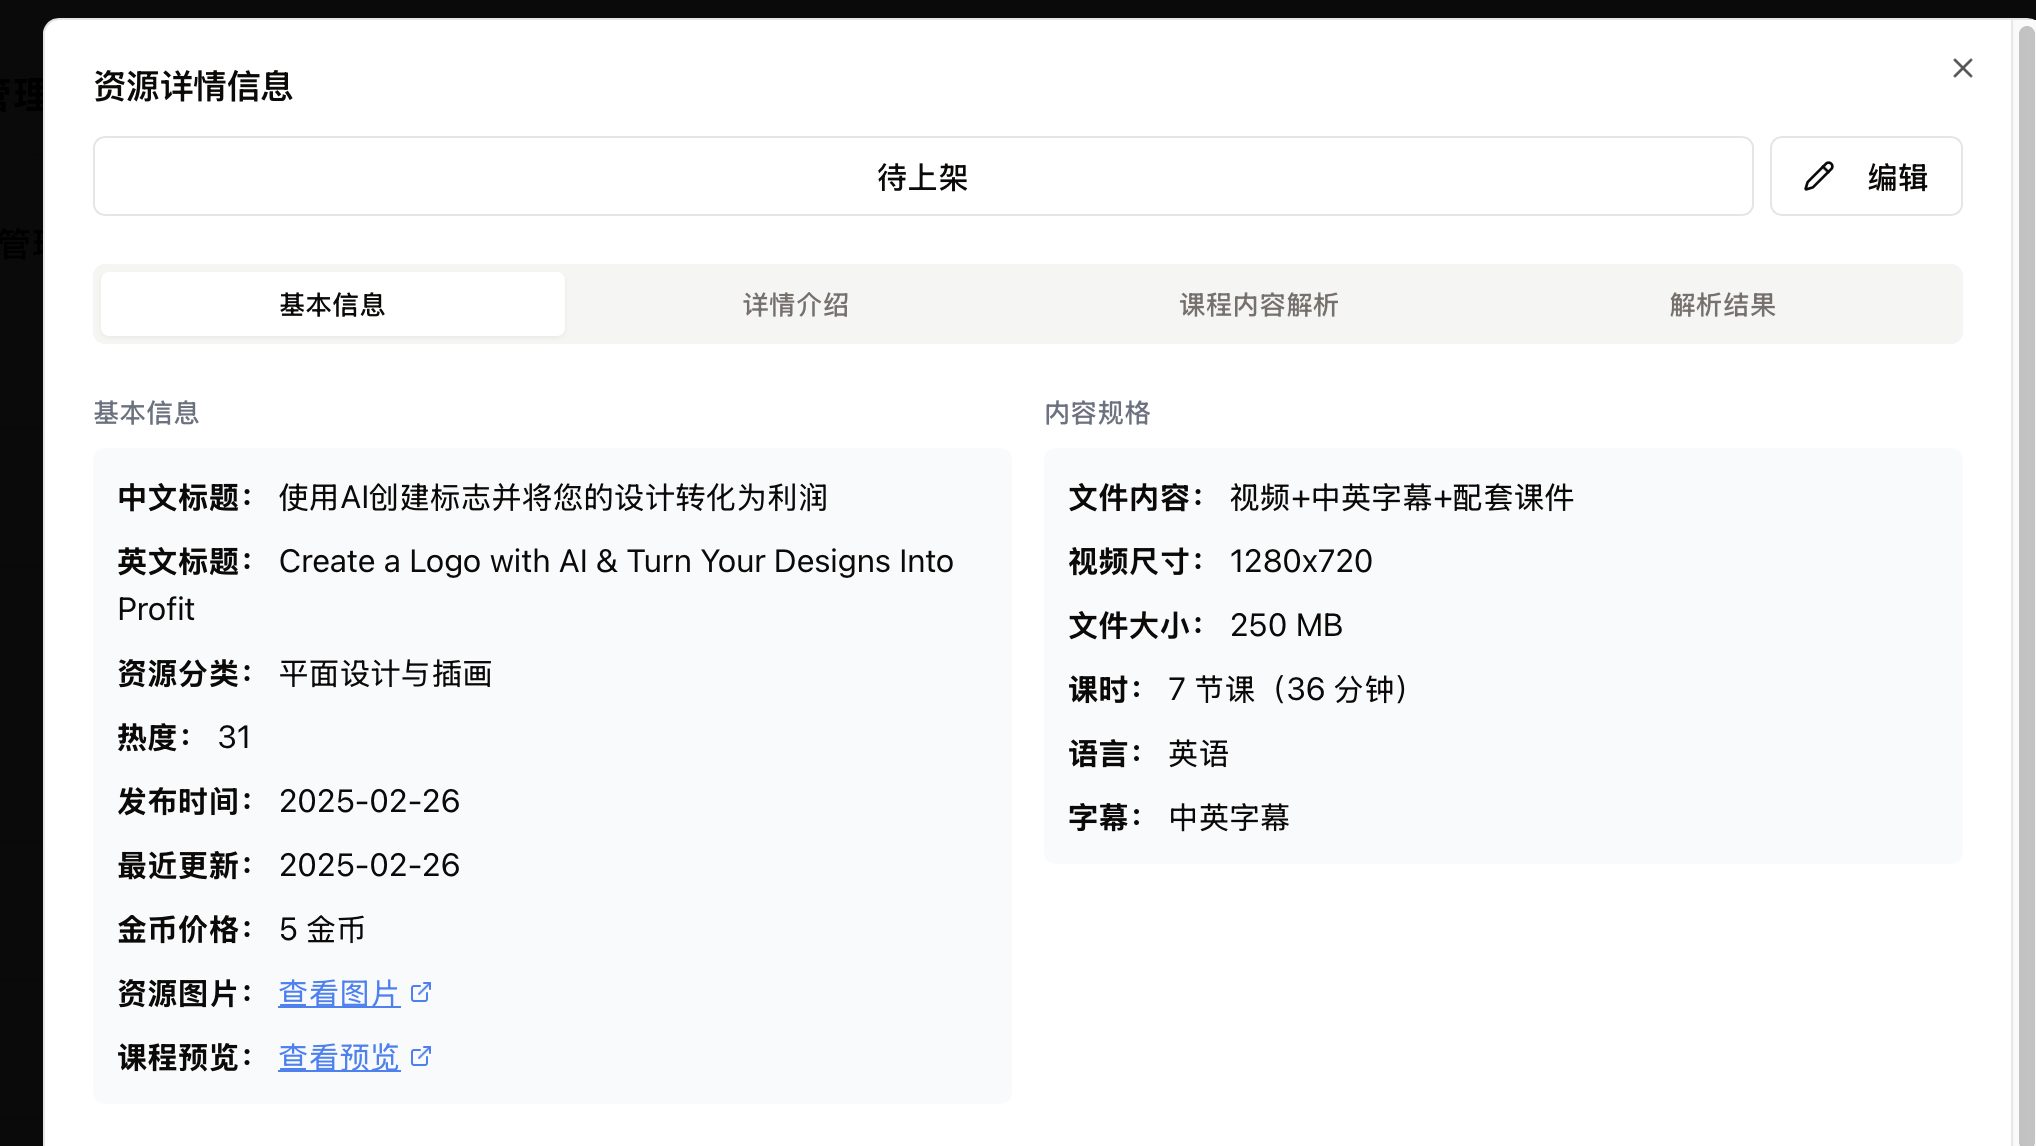 资源详情信息
待上架
编辑
基本信息
详情介绍
课程内容解析
解析结果
基本信息
中文标题： 使用AI创建标志并将您的设计转化为利润
英文标题： Create a Logo with AI & Turn Your Designs Into
Profit
资源分类： 平面设计与插画
热度： 31
发布时间： 2025-02-26
最近更新： 2025-02-26
金币价格： 5 金币
资源图片： 查看图片
课程预览： 查看预览
内容规格
文件内容： 视频+中英字幕+配套课件
视频尺寸： 1280x720
文件大小： 250 MB
课时： 7 节课（36 分钟）
语言： 英语
字幕： 中英字幕